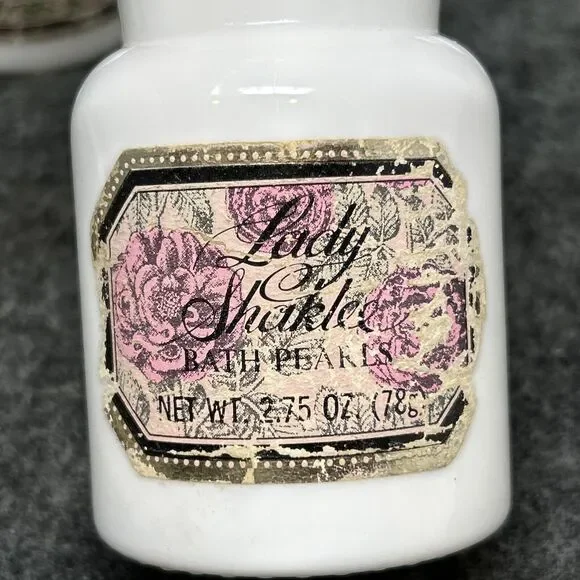 Lady
Shaklee
BATH PEARLS
NET WT. 2.75 OZ. (78g)